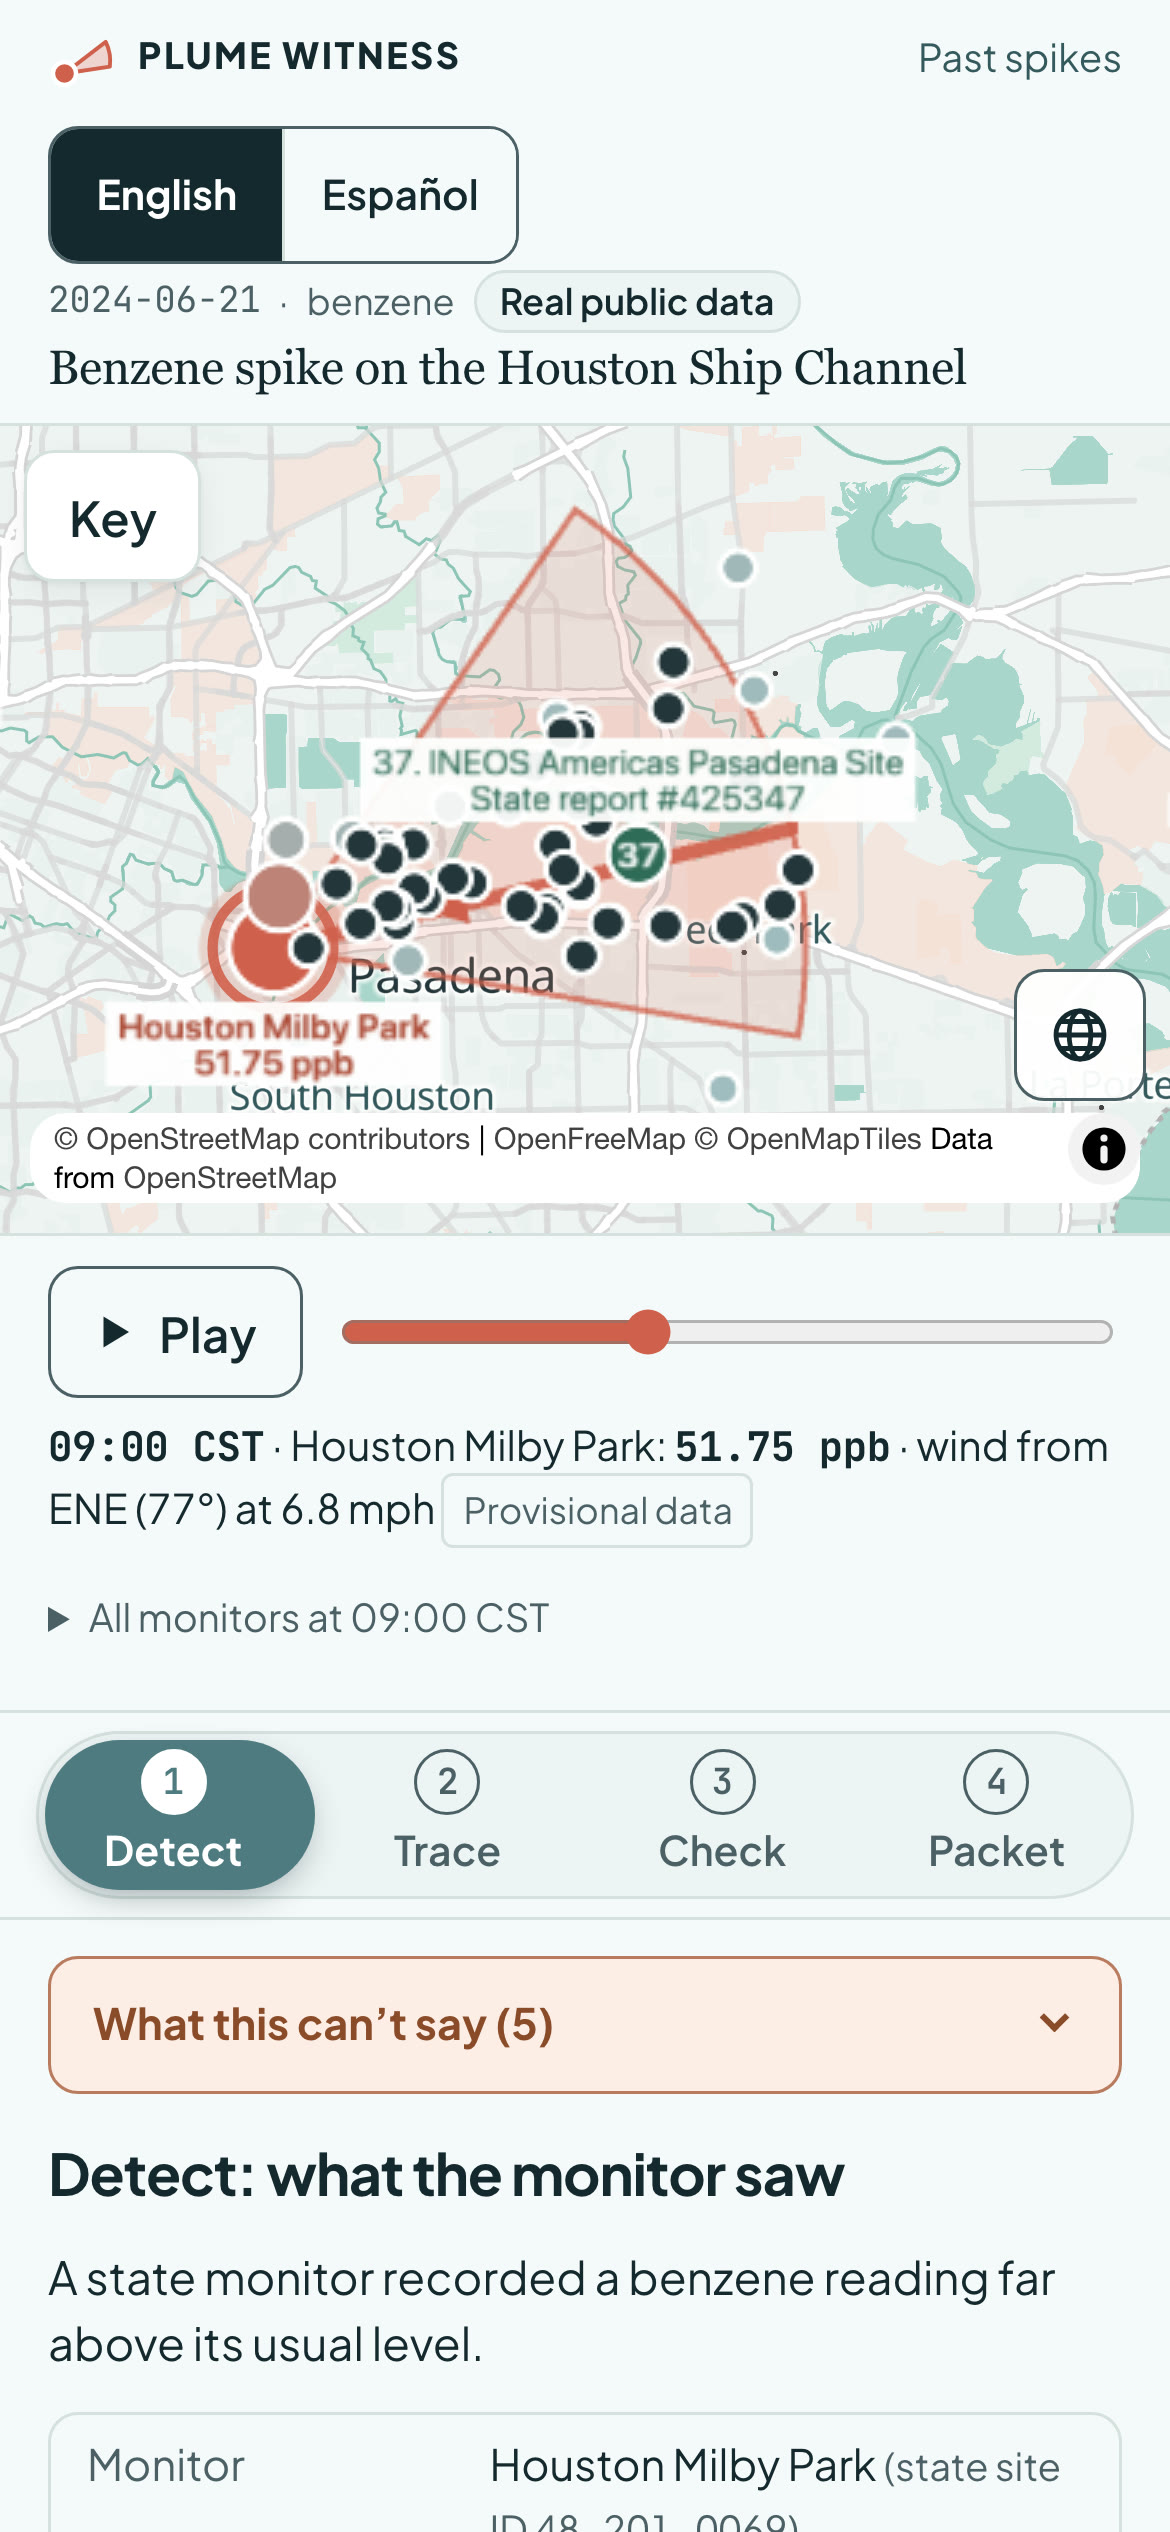 PLUME WITNESS
Past spikes
English
Español
2024-06-21 · benzene
Real public data
Benzene spike on the Houston Ship Channel
Key
37. INEOS Americas Pasadena Site
State report #425347
37
Pasadena
Houston Milby Park
51.75 ppb
South Houston
© OpenStreetMap contributors | OpenFreeMap © OpenMapTiles Data
from OpenStreetMap
Play
09:00 CST · Houston Milby Park: 51.75 ppb · wind from
ENE (77°) at 6.8 mph
Provisional data
All monitors at 09:00 CST
1
Detect
2
Trace
3
Check
4
Packet
What this can’t say (5)
Detect: what the monitor saw
A state monitor recorded a benzene reading far
above its usual level.
Monitor
Houston Milby Park (state site
ID 48_201_0069)